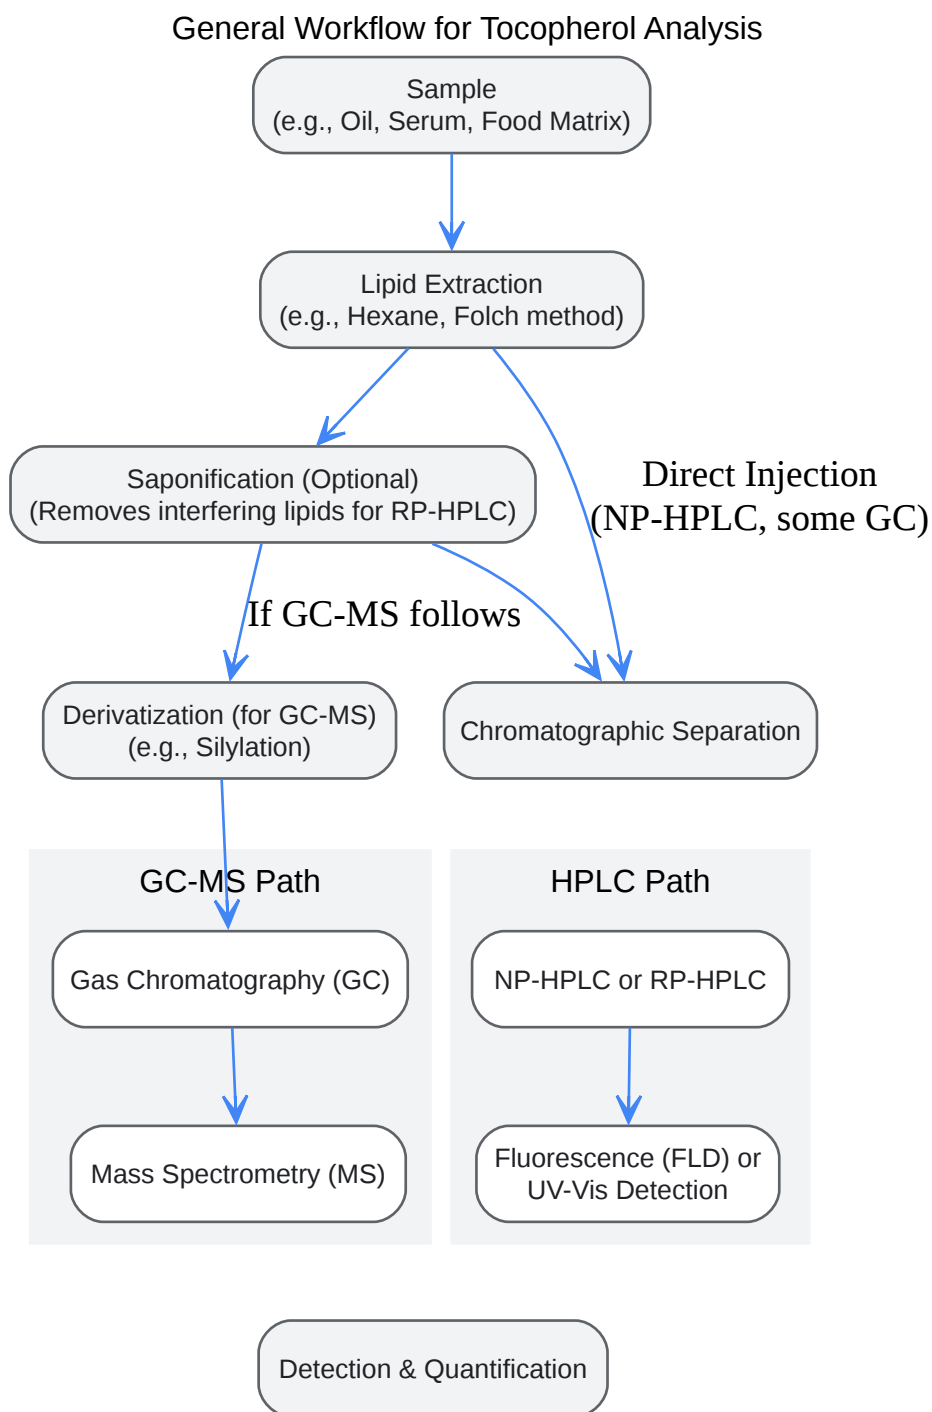 General Workflow for Tocopherol Analysis
Sample
(e.g., Oil, Serum, Food Matrix)
Lipid Extraction
(e.g., Hexane, Folch method)
Direct Injection
(NP-HPLC, some GC)
Saponification (Optional)
(Removes interfering lipids for RP-HPLC)
If GC-MS follows
Derivatization (for GC-MS)
(e.g., Silylation)
Chromatographic Separation
GC-MS Path
HPLC Path
Gas Chromatography (GC)
NP-HPLC or RP-HPLC
Mass Spectrometry (MS)
Fluorescence (FLD) or
UV-Vis Detection
Detection & Quantification